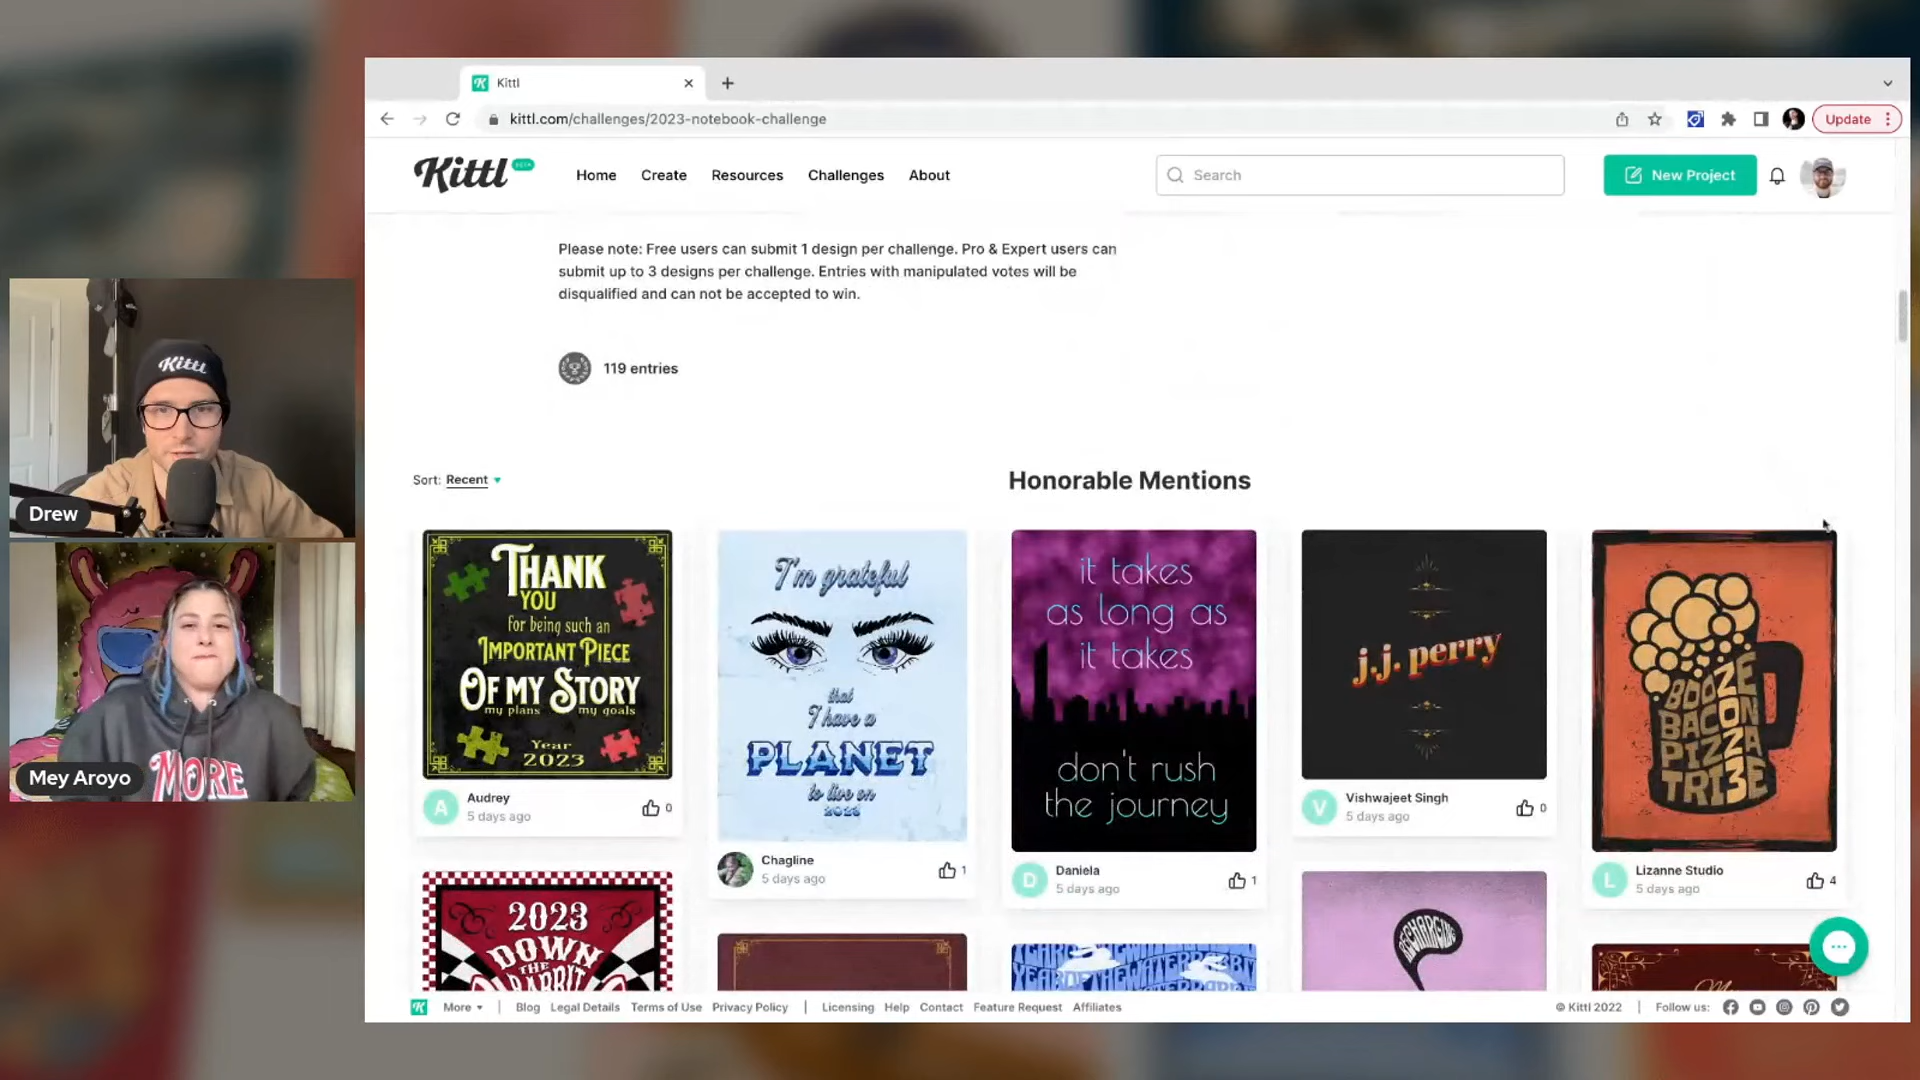 Kittl
kittl.com/challenges/2023-notebook-challenge
Update
Kittl BETA
Home
Create
Resources
Challenges
About
Search
New Project
Please note: Free users can submit 1 design per challenge. Pro & Expert users can
submit up to 3 designs per challenge. Entries with manipulated votes will be
disqualified and can not be accepted to win.
119 entries
Sort: Recent
Honorable Mentions
THANK
YOU
for being such an
IMPORTANT PIECE
OF MY STORY
my plans my goals
Year
2023
Audrey
5 days ago
0
I'm grateful
that
I have a
PLANET
to live on
2023
Chagline
5 days ago
1
it takes
as long as
it takes
don't rush
the journey
Daniela
5 days ago
1
j.j. perry
Vishwajeet Singh
5 days ago
0
BOOZE
BACON
PIZZA
TRIBE
Lizanne Studio
5 days ago
4
2023
DOWN
THE
RECHARGING
Kittl
Drew
MORE
Mey Aroyo
More
Blog
Legal Details
Terms of Use
Privacy Policy
Licensing
Help
Contact
Feature Request
Affiliates
© Kittl 2022
Follow us: